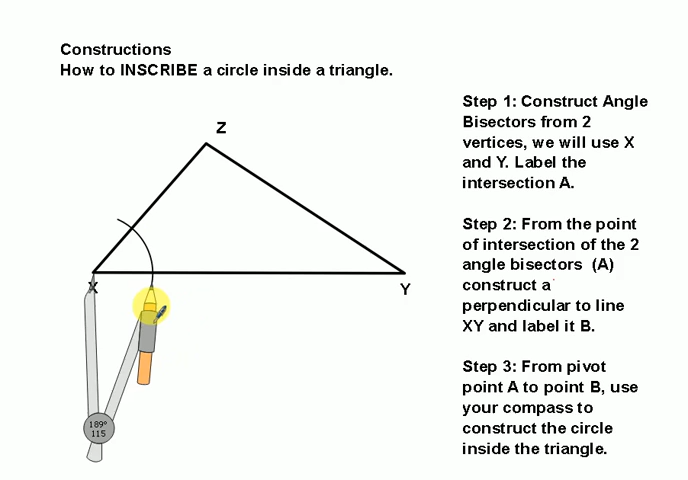 Constructions
How to INSCRIBE a circle inside a triangle.
Step 1: Construct Angle
Bisectors from 2
vertices, we will use X
and Y. Label the
intersection A.
Step 2: From the point
of intersection of the 2
angle bisectors (A)
construct a
perpendicular to line
XY and label it B.
Step 3: From pivot
point A to point B, use
your compass to
construct the circle
inside the triangle.
Z
X
Y
189°
115